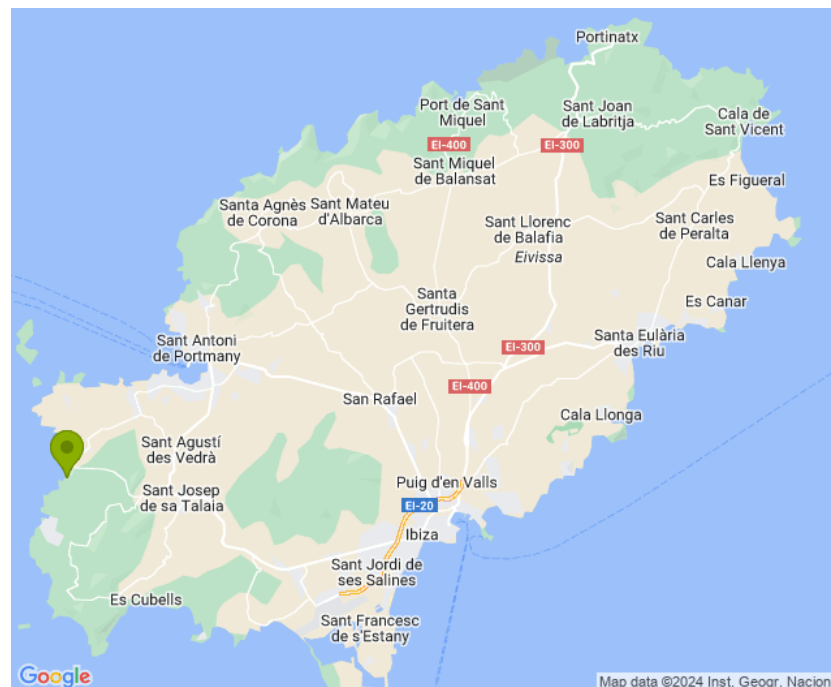 Portinatx
Port de Sant
Miquel
Sant Joan
de Labritja
Cala de
Sant Vicent
EI-400
EI-300
Sant Miquel
de Balansat
Es Figueral
Santa Agnès
de Corona
Sant Mateu
d'Albarca
Sant Llorenc
de Balafia
Sant Carles
de Peralta
Eivissa
Cala Llenya
Santa
Gertrudis
de Fruitera
Es Canar
Sant Antoni
de Portmany
Santa Eulària
des Riu
EI-300
EI-400
San Rafael
Cala Llonga
Sant Agustí
des Vedrà
Puig d'en Valls
Sant Josep
de sa Talaia
EI-20
Ibiza
Sant Jordi de
ses Salines
Es Cubells
Sant Francesc
de s'Estany
Google
Map data ©2024 Inst. Geogr. Nacion